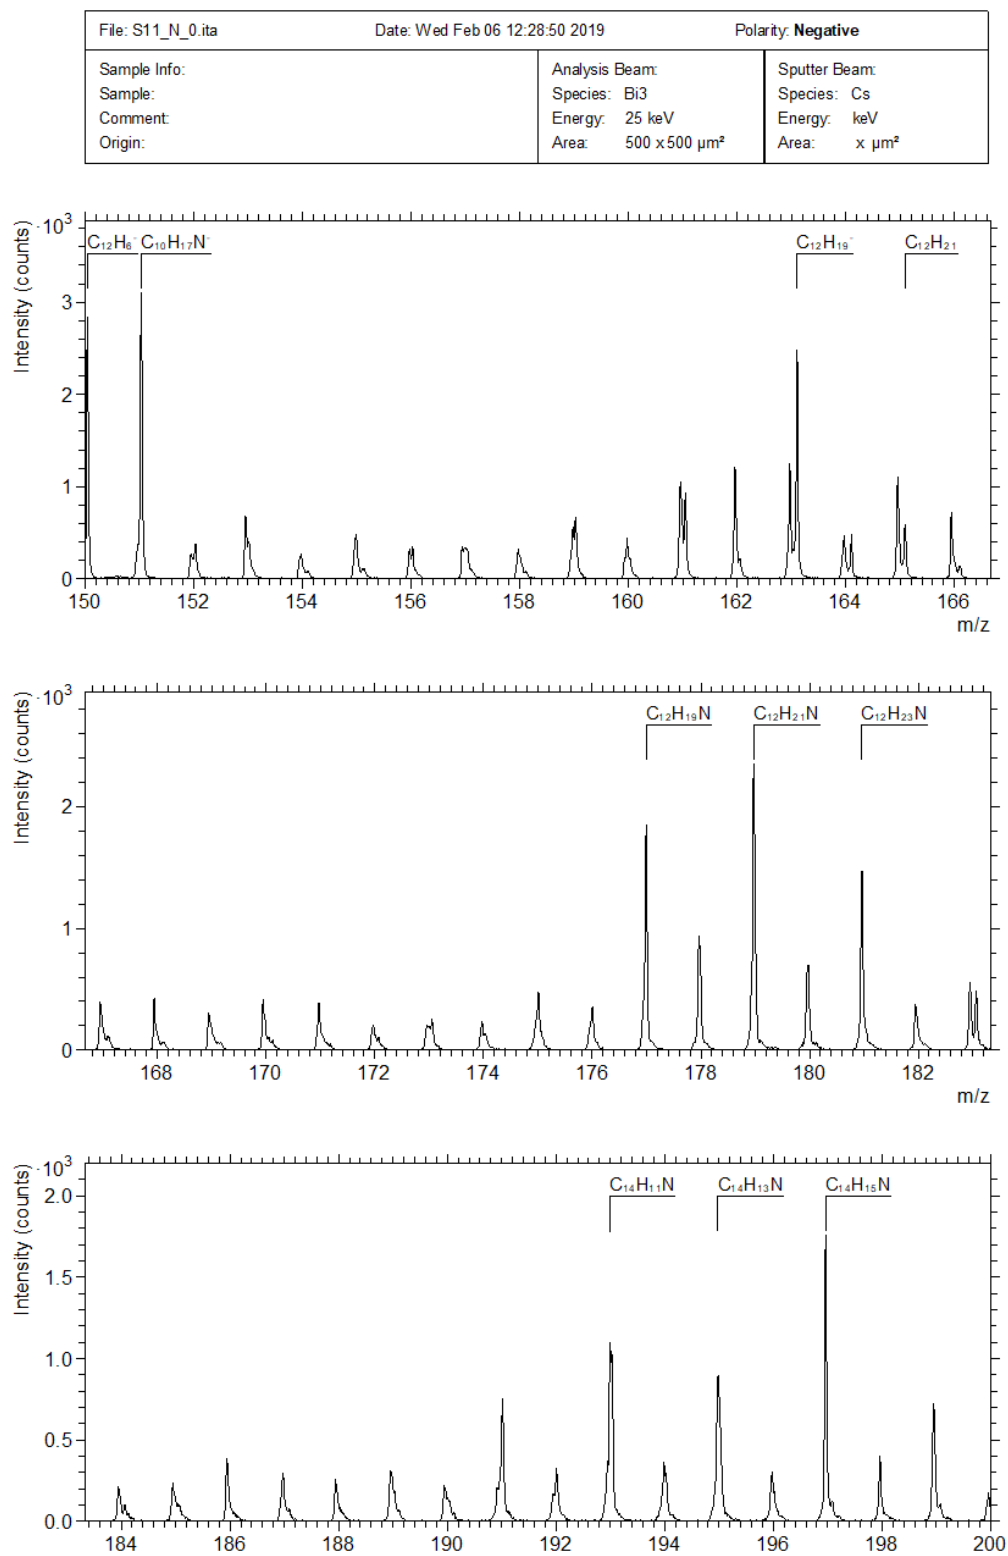 File: S11_N_0.ita Date: Wed Feb 06 12:28:50 2019 Polarity: Negative
Sample Info:
Sample:
Comment:
Origin:
Analysis Beam:
Species: Bi3
Energy: 25 keV
Area: 500 x 500 µm²
Sputter Beam:
Species: Cs
Energy: keV
Area: x µm²
Intensity (counts)
·10³
3
2
1
0
C₁₂H₆⁻ C₁₀H₁₇N⁻ C₁₂H₁₉⁻ C₁₂H₂₁
150 152 154 156 158 160 162 164 166
m/z
Intensity (counts)
·10³
2
1
0
C₁₂H₁₉N C₁₂H₂₁N C₁₂H₂₃N
168 170 172 174 176 178 180 182
m/z
Intensity (counts)
·10³
2.0
1.5
1.0
0.5
0.0
C₁₄H₁₁N C₁₄H₁₃N C₁₄H₁₅N
184 186 188 190 192 194 196 198 200